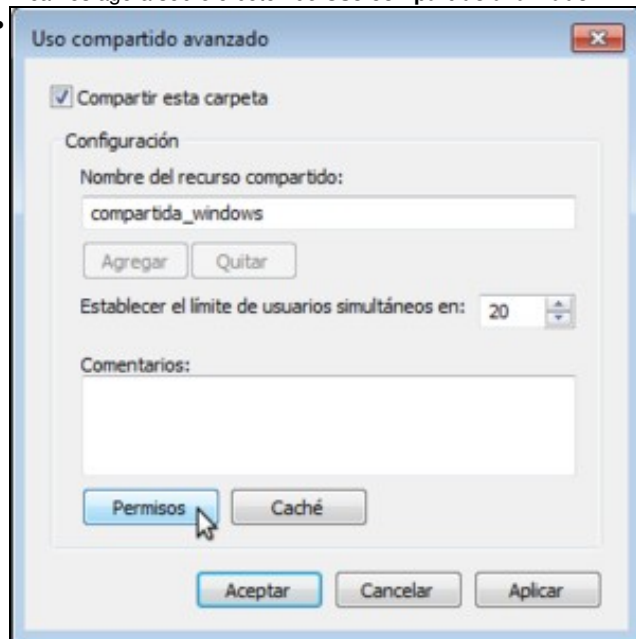 Uso compartido avanzado
Compartir esta carpeta
Configuración
Nombre del recurso compartido:
compartida_windows
Agregar Quitar
Establecer el límite de usuarios simultáneos en: 20
Comentarios:
Permisos Caché
Aceptar Cancelar Aplicar